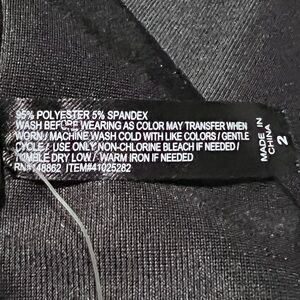 95% POLYESTER 5% SPANDEX
WASH BEFORE WEARING AS COLOR MAY TRANSFER WHEN
WORN / MACHINE WASH COLD WITH LIKE COLORS / GENTLE
CYCLE / USE ONLY NON-CHLORINE BLEACH IF NEEDED /
TUMBLE DRY LOW / WARM IRON IF NEEDED
RN#148862 ITEM#41025282
MADE IN
CHINA
2